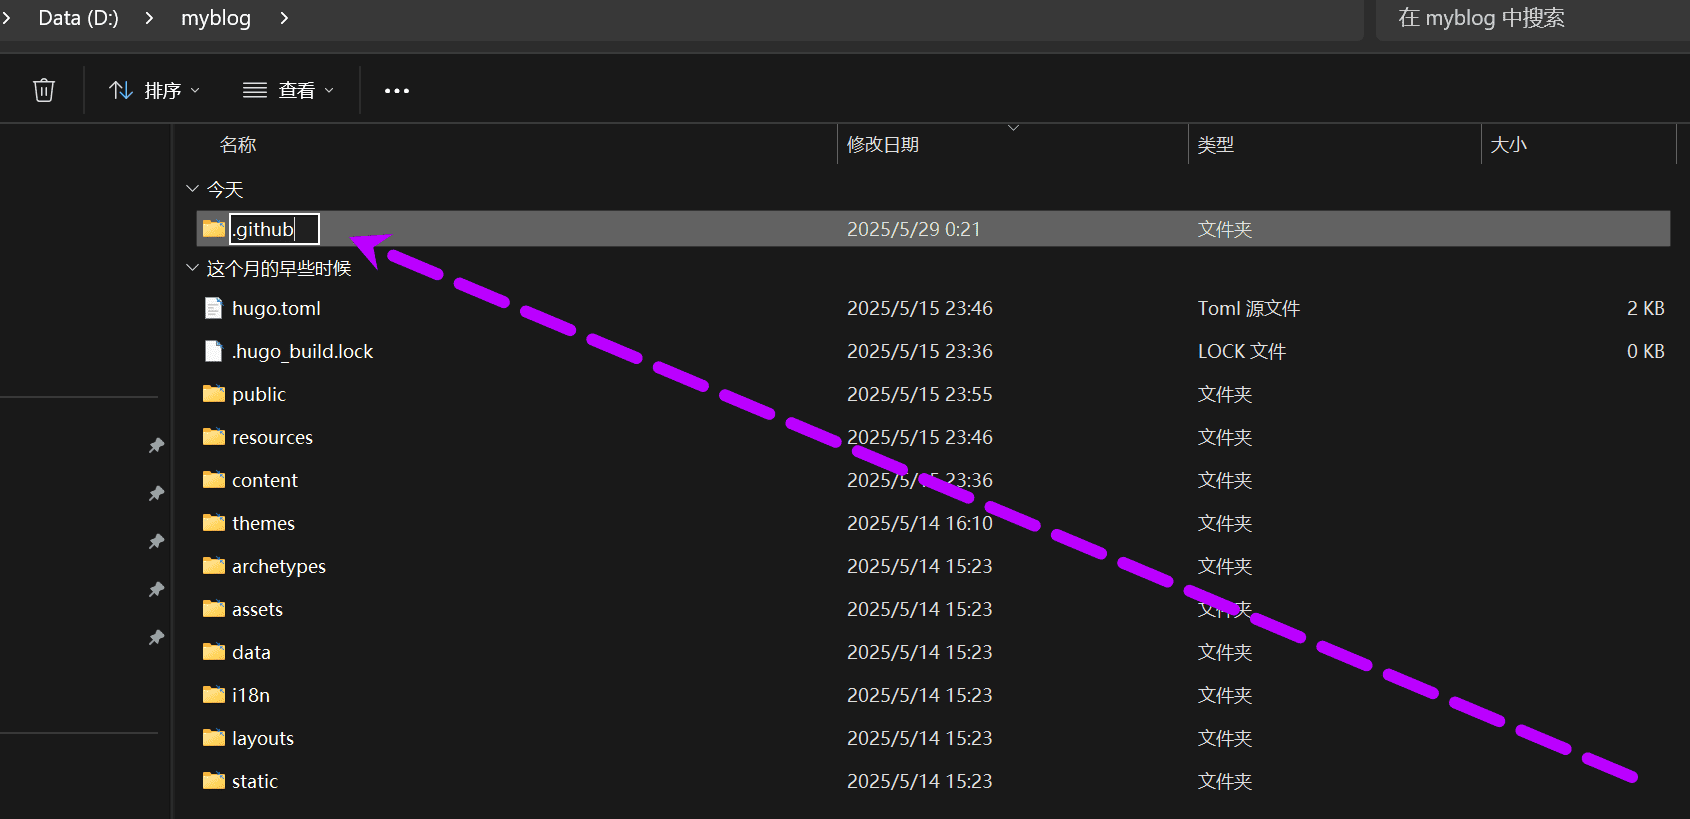 Data (D:) myblog 在 myblog 中搜索
排序 查看
名称 修改日期 类型 大小
今天
.github 2025/5/29 0:21 文件夹
这个月的早些时候
hugo.toml 2025/5/15 23:46 Toml 源文件 2 KB
.hugo_build.lock 2025/5/15 23:36 LOCK 文件 0 KB
public 2025/5/15 23:55 文件夹
resources 2025/5/15 23:46 文件夹
content 2025/5/15 23:36 文件夹
themes 2025/5/14 16:10 文件夹
archetypes 2025/5/14 15:23 文件夹
assets 2025/5/14 15:23 文件夹
data 2025/5/14 15:23 文件夹
i18n 2025/5/14 15:23 文件夹
layouts 2025/5/14 15:23 文件夹
static 2025/5/14 15:23 文件夹